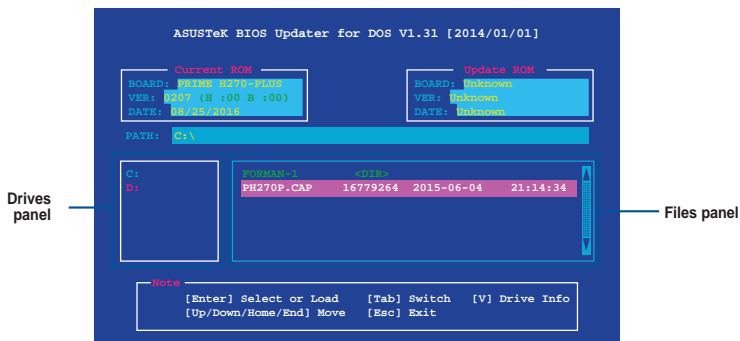 ASUSTeK BIOS Updater for DOS V1.31 [2014/01/01]
Current ROM
BOARD: PRIME H270-PLUS
VER: 0207 (H :00 B :00)
DATE: 08/25/2016
Update ROM
BOARD: Unknown
VER: Unknown
DATE: Unknown
PATH: C:\
C:
D:
FORMAN~1 <DIR>
PH270P.CAP 16779264 2015-06-04 21:14:34
Drives panel
Files panel
Note
[Enter] Select or Load [Tab] Switch [V] Drive Info
[Up/Down/Home/End] Move [Esc] Exit